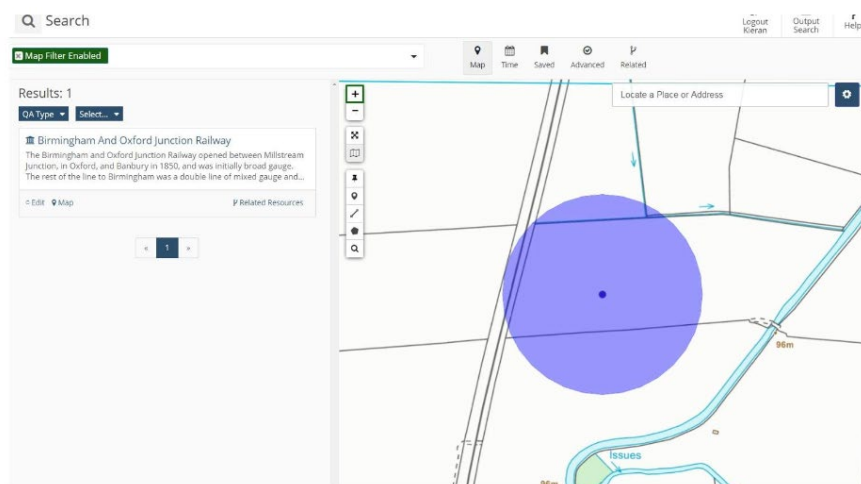 Search
Logout
Kieran
Output
Search
Help
Map Filter Enabled
Map
Time
Saved
Advanced
Related
Results: 1
QA Type
Select...
Birmingham And Oxford Junction Railway
The Birmingham and Oxford Junction Railway opened between Millstream
Junction, in Oxford, and Banbury in 1850, and was initially broad gauge.
The rest of the line to Birmingham was a double line of mixed gauge and...
Edit
Map
Related Resources
«
1
»
Locate a Place or Address
+
-
96m
Issues
96m